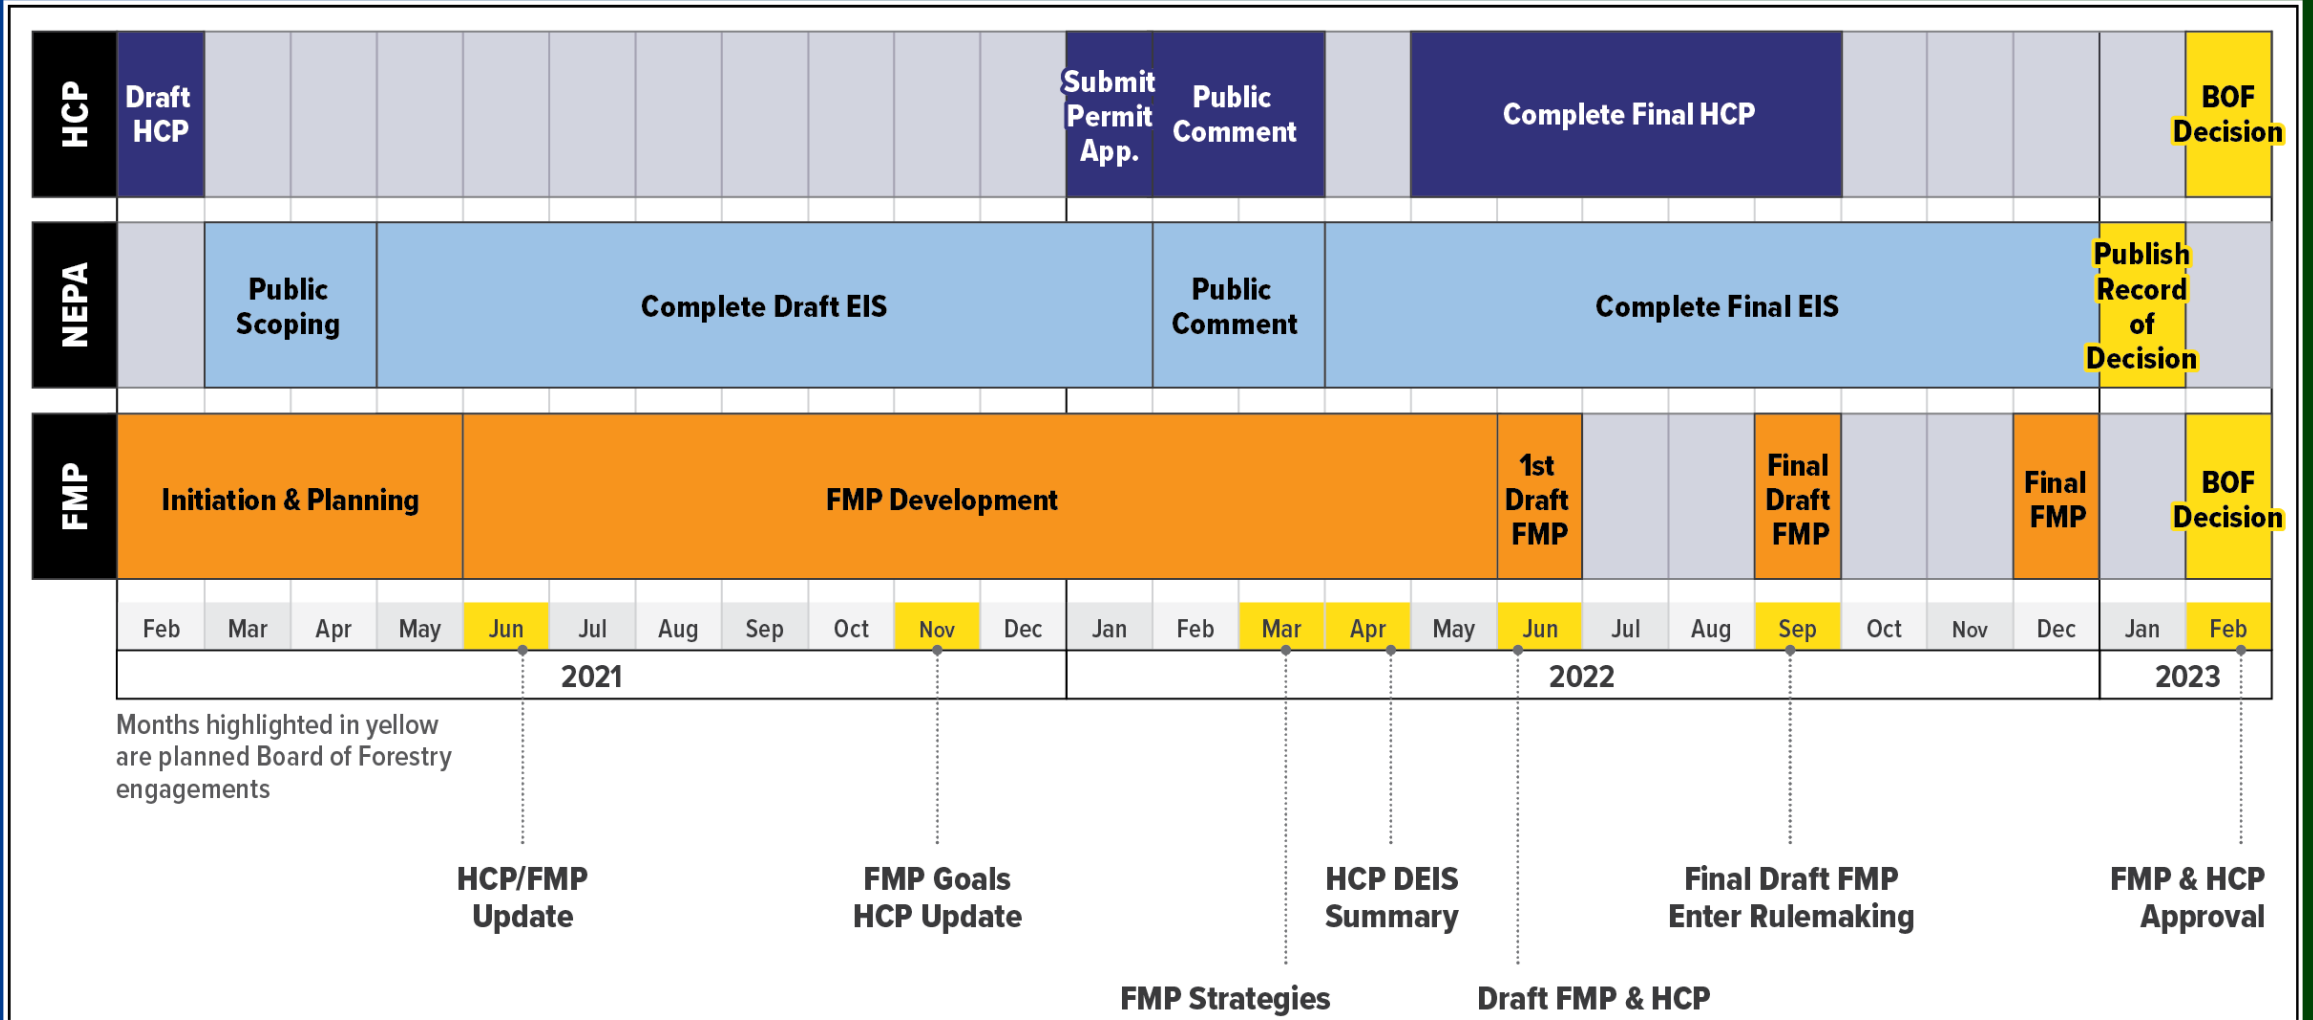 HCP
Draft
HCP
Submit
Permit
App.
Public
Comment
Complete Final HCP
BOF
Decision
NEPA
Public
Scoping
Complete Draft EIS
Public
Comment
Complete Final EIS
Publish
Record
of
Decision
FMP
Initiation & Planning
FMP Development
1st
Draft
FMP
Final
Draft
FMP
Final
FMP
BOF
Decision
Feb Mar Apr May Jun Jul Aug Sep Oct Nov Dec Jan Feb Mar Apr May Jun Jul Aug Sep Oct Nov Dec Jan Feb
2021 2022 2023
Months highlighted in yellow
are planned Board of Forestry
engagements
HCP/FMP
Update
FMP Goals
HCP Update
HCP DEIS
Summary
Final Draft FMP
Enter Rulemaking
FMP & HCP
Approval
FMP Strategies
Draft FMP & HCP